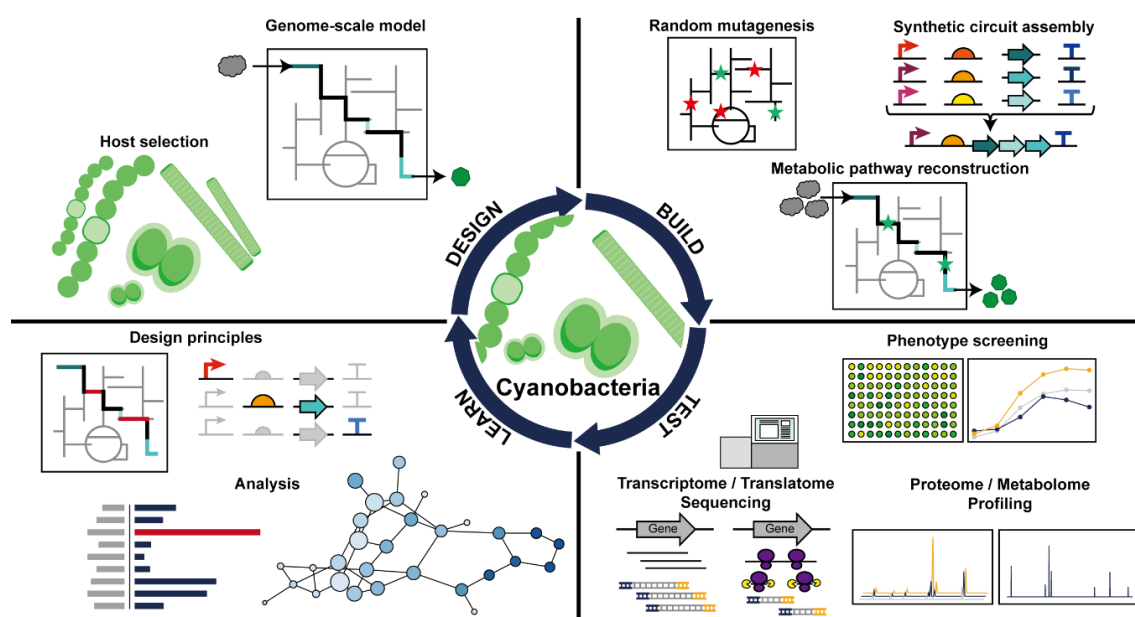 Genome-scale model
Host selection
Random mutagenesis
Synthetic circuit assembly
Metabolic pathway reconstruction
DESIGN
BUILD
TEST
LEARN
Cyanobacteria
Design principles
Analysis
Phenotype screening
Transcriptome / Translatome
Sequencing
Gene
Gene
Proteome / Metabolome
Profiling